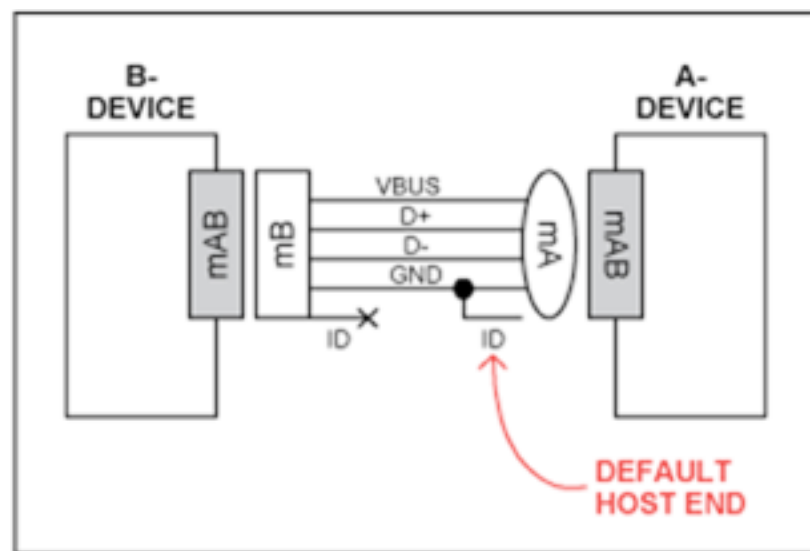 B-
DEVICE
A-
DEVICE
mAB
mB
VBUS
D+
D-
GND
ID
ID
mA
mAB
DEFAULT
HOST END